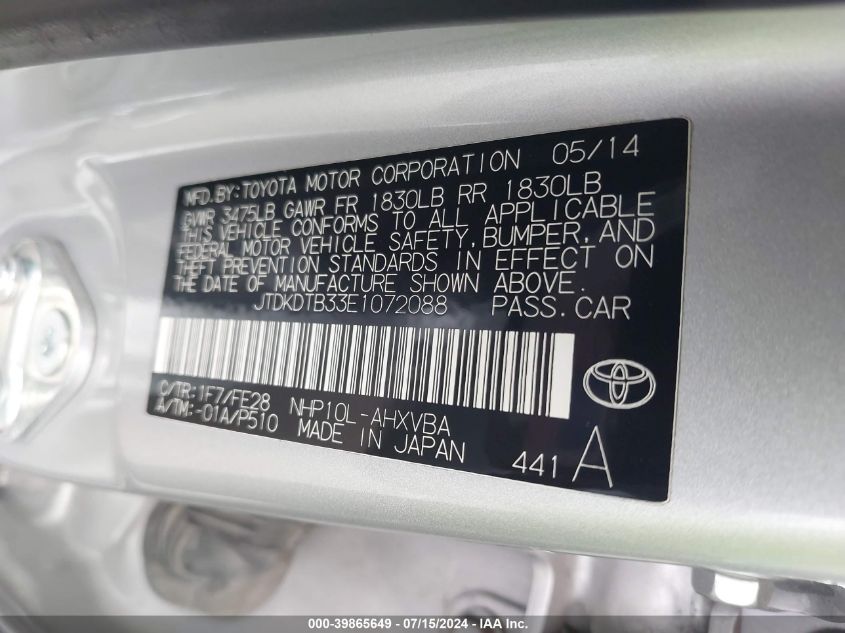 MFD.BY:TOYOTA MOTOR CORPORATION 05/14
GVWR 3475LB GAWR FR 1830LB RR 1830LB
THIS VEHICLE CONFORMS TO ALL APPLICABLE
FEDERAL MOTOR VEHICLE SAFETY, BUMPER, AND
THEFT PREVENTION STANDARDS IN EFFECT ON
THE DATE OF MANUFACTURE SHOWN ABOVE.
JTDKDTB33E1072088 PASS.CAR
C/TR:1F7/FE28 NHP10L-AHXVBA
A/TM:-01A/P510 MADE IN JAPAN
441 A
000-39865649 / 07/15/2024 - IAA Inc.